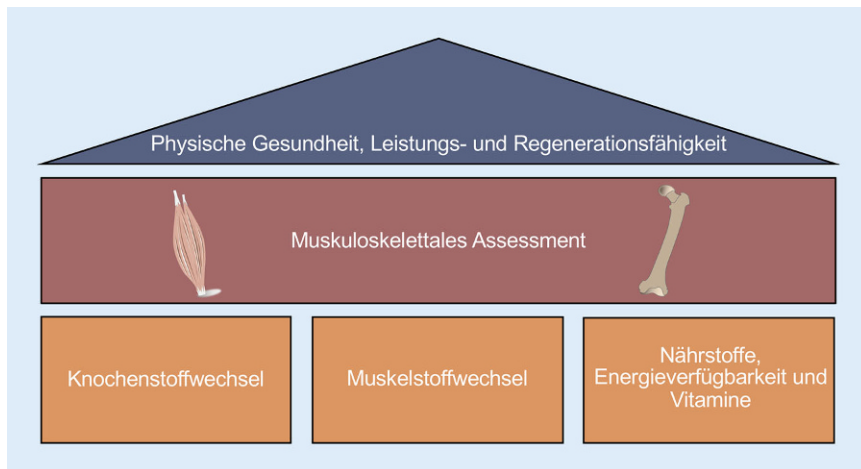 Physische Gesundheit, Leistungs- und Regenerationsfähigkeit
Muskuloskelettales Assessment
Knochenstoffwechsel
Muskelstoffwechsel
Nährstoffe,
Energieverfügbarkeit und
Vitamine